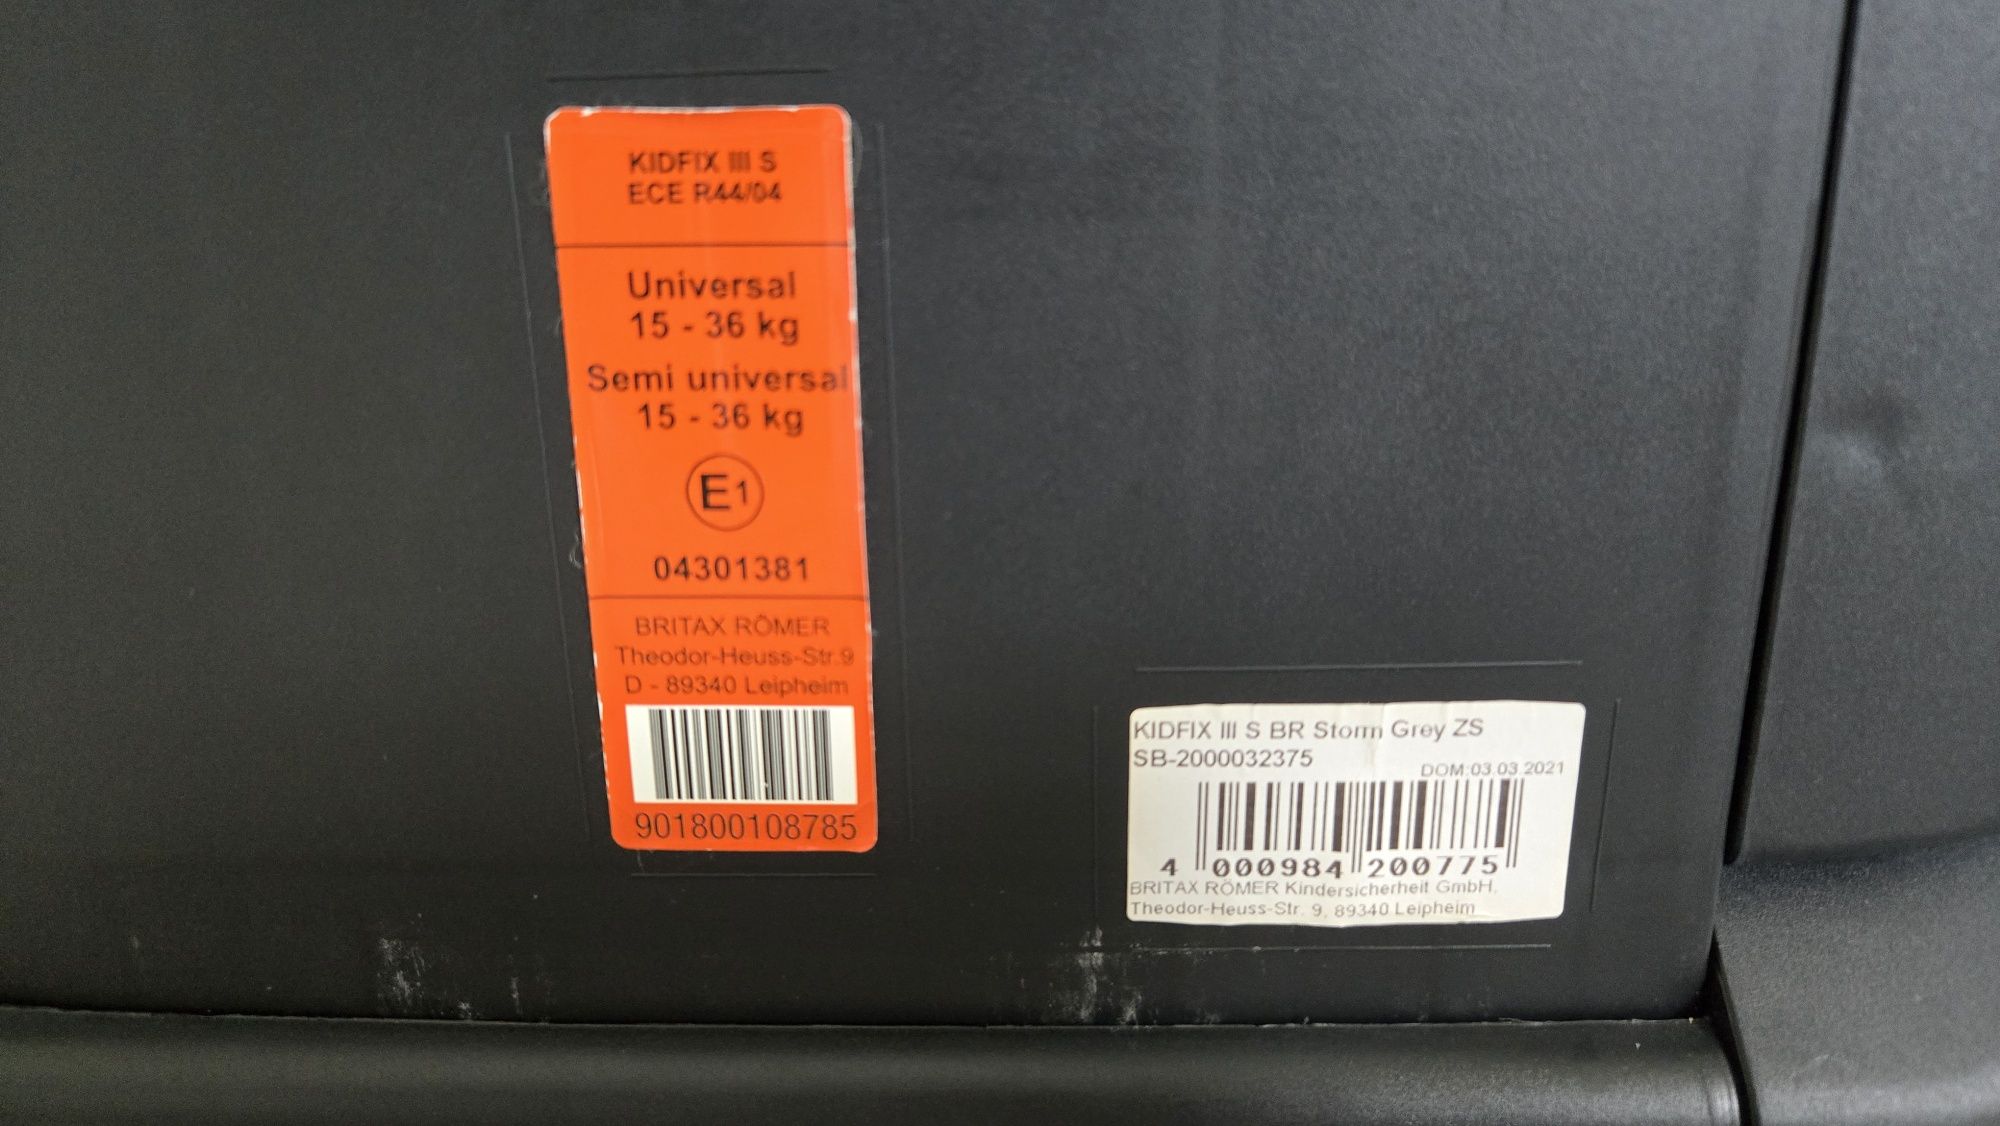 KIDFIX III S
ECE R44/04
Universal
15 - 36 kg
Semi universal
15 - 36 kg
E1
04301381
BRITAX RÖMER
Theodor-Heuss-Str.9
D - 89340 Leipheim
901800108785
KIDFIX III S BR Storm Grey ZS
SB-2000032375
DOM:03.03.2021
4 000984 200775
BRITAX RÖMER Kindersicherheit GmbH,
Theodor-Heuss-Str. 9, 89340 Leipheim